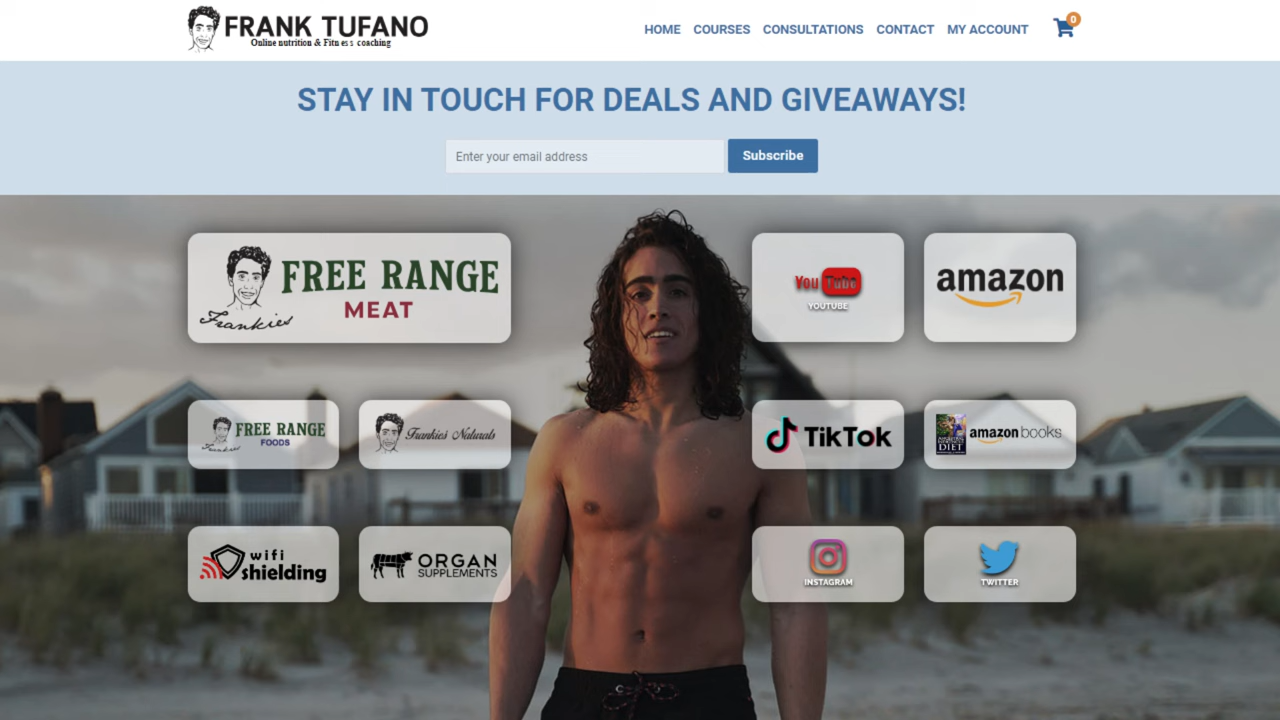 FRANK TUFANO
Online nutrition & Fitness coaching
HOME COURSES CONSULTATIONS CONTACT MY ACCOUNT
0
STAY IN TOUCH FOR DEALS AND GIVEAWAYS!
Enter your email address
Subscribe
FREE RANGE
MEAT
Frankies
YouTube
YOUTUBE
amazon
FREE RANGE
FOODS
Frankies
Frankie's Naturals
TikTok
DIET
amazon books
wifi
shielding
ORGAN
SUPPLEMENTS
INSTAGRAM
TWITTER